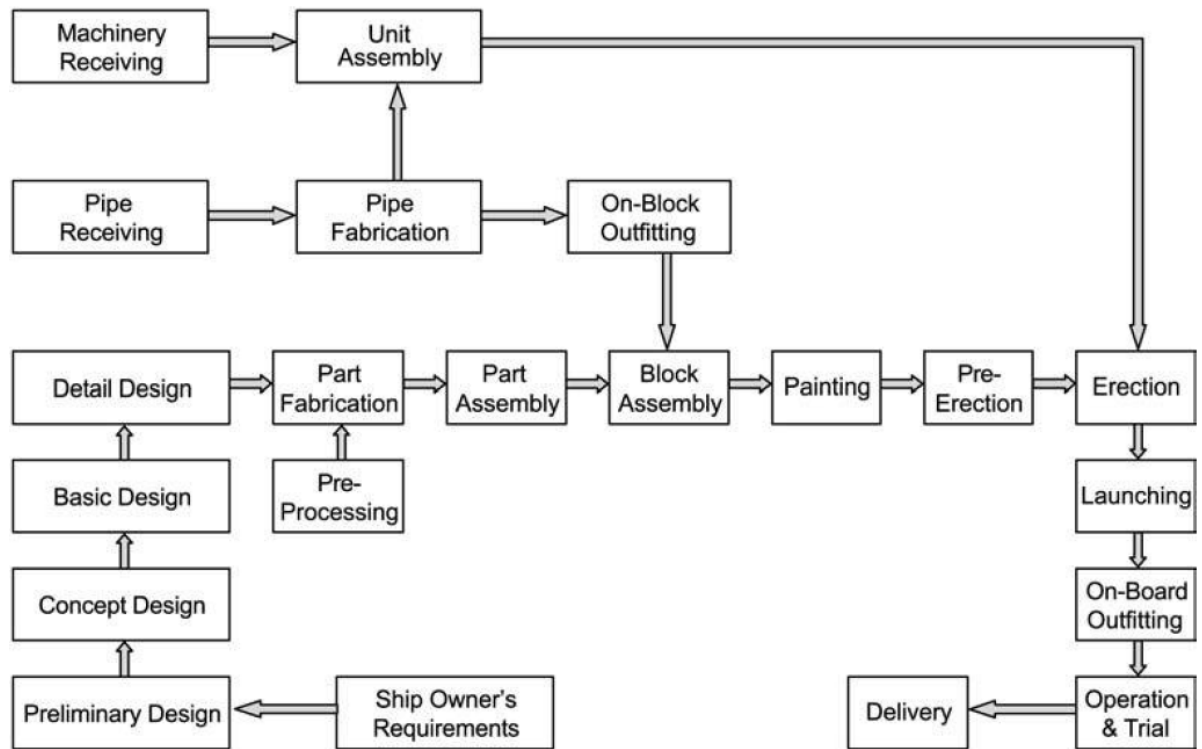 Machinery
Receiving
Unit
Assembly
Pipe
Receiving
Pipe
Fabrication
On-Block
Outfitting
Detail Design
Part
Fabrication
Part
Assembly
Block
Assembly
Painting
Pre-
Erection
Erection
Basic Design
Pre-
Processing
Launching
Concept Design
On-Board
Outfitting
Preliminary Design
Ship Owner's
Requirements
Delivery
Operation
& Trial